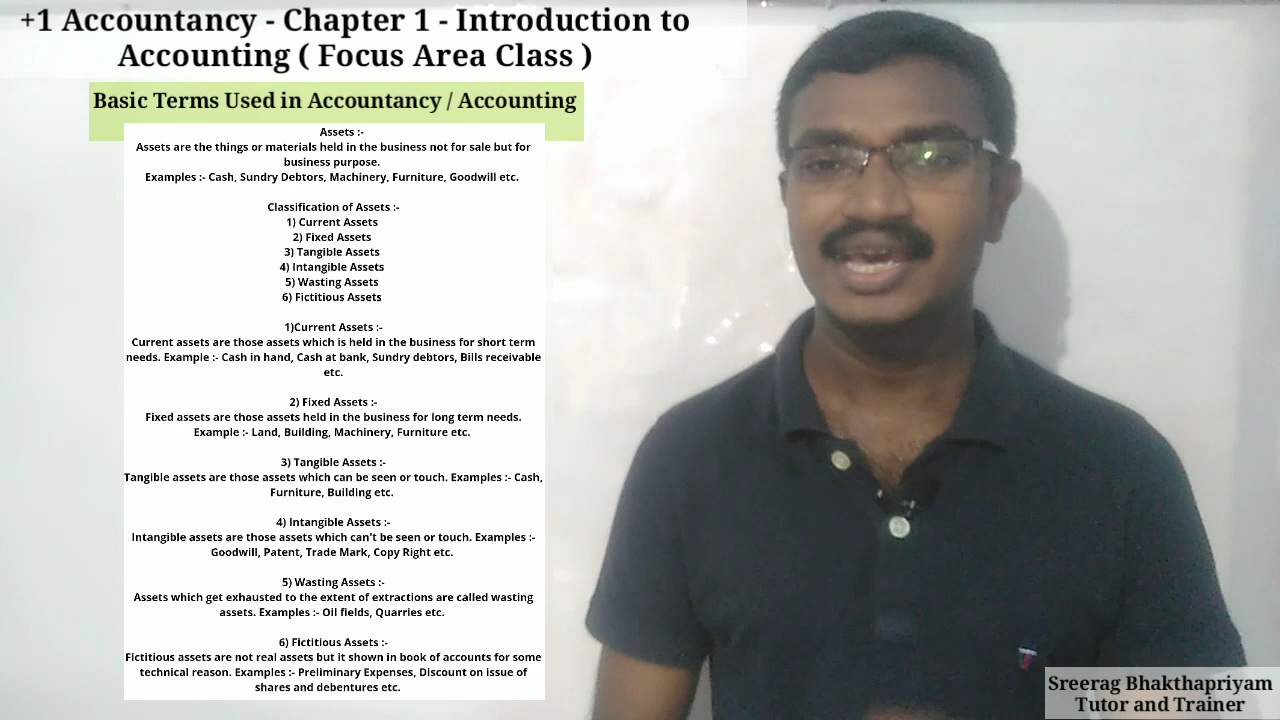 +1 Accountancy - Chapter 1 - Introduction to
Accounting ( Focus Area Class )
Basic Terms Used in Accountancy / Accounting
Assets :-
Assets are the things or materials held in the business not for sale but for
business purpose.
Examples :- Cash, Sundry Debtors, Machinery, Furniture, Goodwill etc.
Classification of Assets :-
1) Current Assets
2) Fixed Assets
3) Tangible Assets
4) Intangible Assets
5) Wasting Assets
6) Fictitious Assets
1)Current Assets :-
Current assets are those assets which is held in the business for short term
needs. Example :- Cash in hand, Cash at bank, Sundry debtors, Bills receivable
etc.
2) Fixed Assets :-
Fixed assets are those assets held in the business for long term needs.
Example :- Land, Building, Machinery, Furniture etc.
3) Tangible Assets :-
Tangible assets are those assets which can be seen or touch. Examples :- Cash,
Furniture, Building etc.
4) Intangible Assets :-
Intangible assets are those assets which can't be seen or touch. Examples :-
Goodwill, Patent, Trade Mark, Copy Right etc.
5) Wasting Assets :-
Assets which get exhausted to the extent of extractions are called wasting
assets. Examples :- Oil fields, Quarries etc.
6) Fictitious Assets :-
Fictitious assets are not real assets but it shown in book of accounts for some
technical reason. Examples :- Preliminary Expenses, Discount on issue of
shares and debentures etc.
Sreerag Bhakthapriyam
Tutor and Trainer